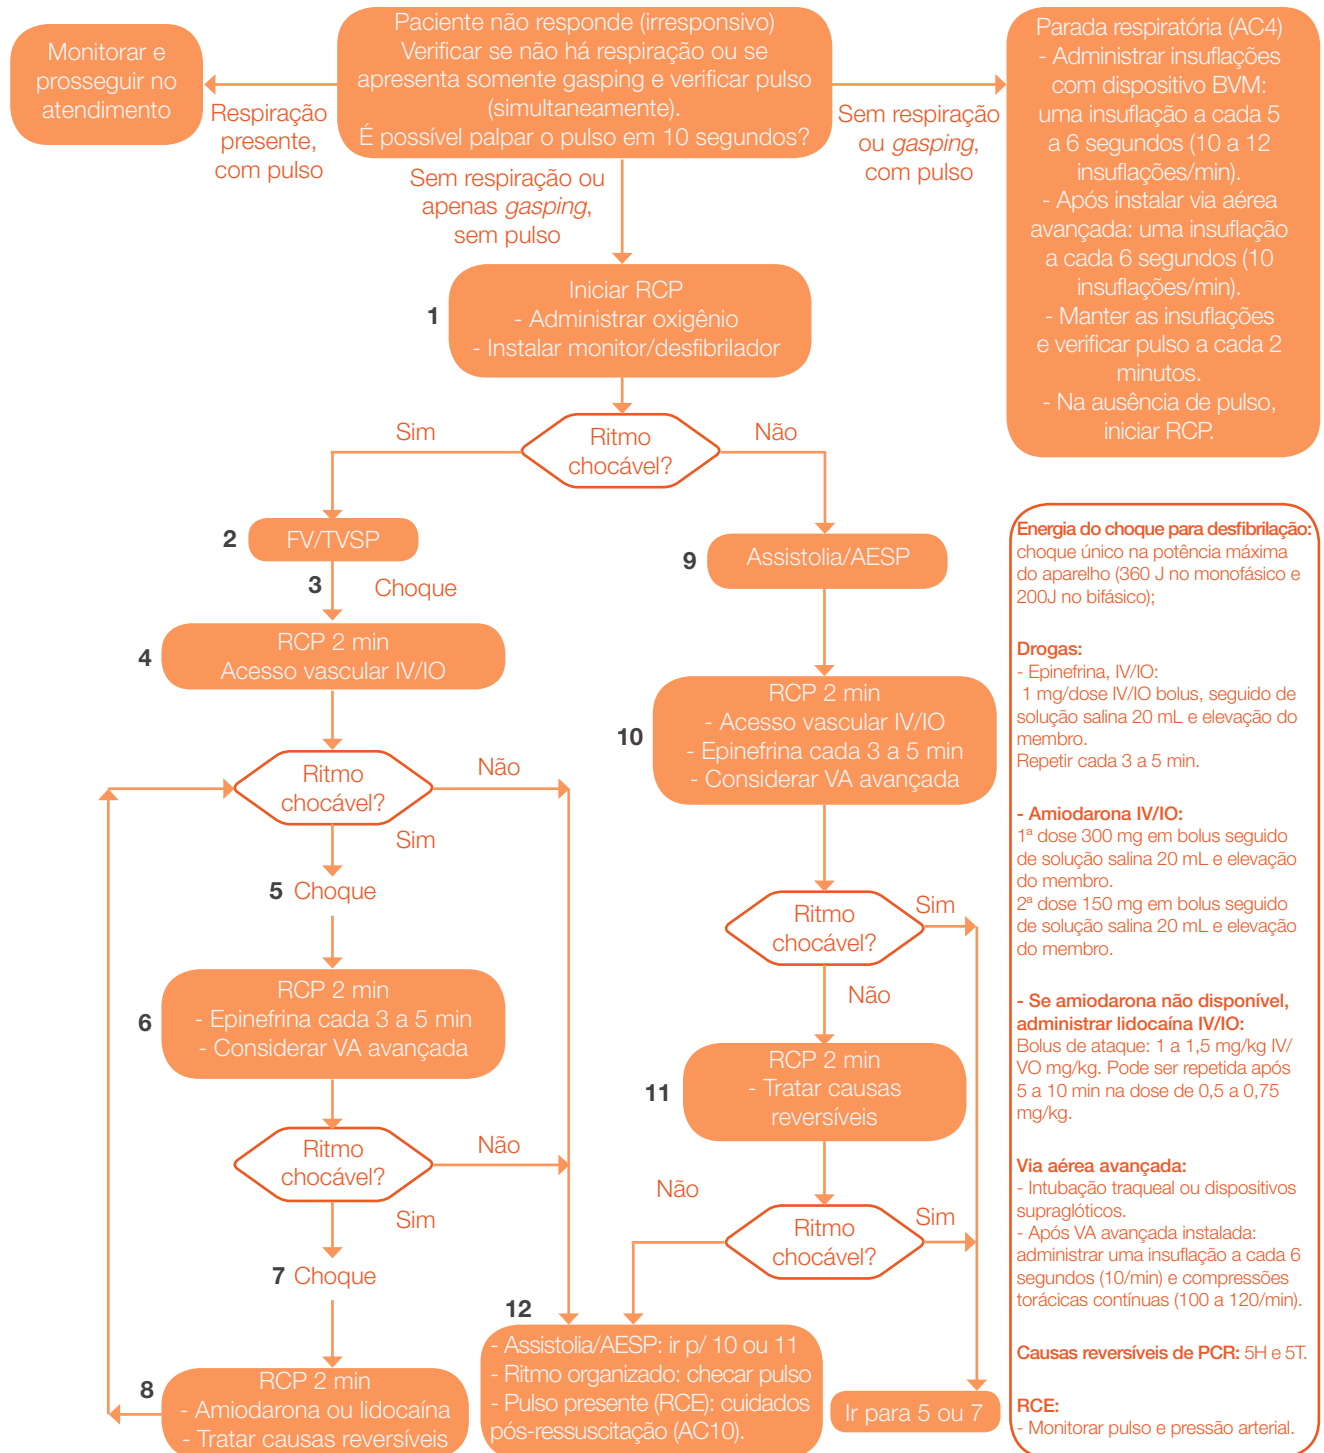 Paciente não responde (irresponsivo)
Verificar se não há respiração ou se
apresenta somente gasping e verificar pulso
(simultaneamente).
É possível palpar o pulso em 10 segundos?
Monitorar e
prosseguir no
atendimento
Respiração
presente,
com pulso
Sem respiração ou
apenas gasping,
sem pulso
Sem respiração
ou gasping,
com pulso
Parada respiratória (AC4)
- Administrar insuflações
com dispositivo BVM:
uma insuflação a cada 5
a 6 segundos (10 a 12
insuflações/min).
- Após instalar via aérea
avançada: uma insuflação
a cada 6 segundos (10
insuflações/min).
- Manter as insuflações
e verificar pulso a cada 2
minutos.
- Na ausência de pulso,
iniciar RCP.
1
Iniciar RCP
- Administrar oxigênio
- Instalar monitor/desfibrilador
Sim
Ritmo
chocável?
Não
2
FV/TVSP
3
Choque
4
RCP 2 min
Acesso vascular IV/IO
Ritmo
chocável?
Não
Sim
5 Choque
6
RCP 2 min
- Epinefrina cada 3 a 5 min
- Considerar VA avançada
Ritmo
chocável?
Não
Sim
7 Choque
8
RCP 2 min
- Amiodarona ou lidocaína
- Tratar causas reversíveis
9
Assistolia/AESP
10
RCP 2 min
- Acesso vascular IV/IO
- Epinefrina cada 3 a 5 min
- Considerar VA avançada
Ritmo
chocável?
Sim
Não
11
RCP 2 min
- Tratar causas
reversíveis
Não
Ritmo
chocável?
Sim
12
- Assistolia/AESP: ir p/ 10 ou 11
- Ritmo organizado: checar pulso
- Pulso presente (RCE): cuidados
pós-ressuscitação (AC10).
Ir para 5 ou 7
Energia do choque para desfibrilação:
choque único na potência máxima
do aparelho (360 J no monofásico e
200J no bifásico);
Drogas:
- Epinefrina, IV/IO:
1 mg/dose IV/IO bolus, seguido de
solução salina 20 mL e elevação do
membro.
Repetir cada 3 a 5 min.
- Amiodarona IV/IO:
1ª dose 300 mg em bolus seguido
de solução salina 20 mL e elevação
do membro.
2ª dose 150 mg em bolus seguido
de solução salina 20 mL e elevação
do membro.
- Se amiodarona não disponível,
administrar lidocaína IV/IO:
Bolus de ataque: 1 a 1,5 mg/kg IV/
VO mg/kg. Pode ser repetida após
5 a 10 min na dose de 0,5 a 0,75
mg/kg.
Via aérea avançada:
- Intubação traqueal ou dispositivos
supraglóticos.
- Após VA avançada instalada:
administrar uma insuflação a cada 6
segundos (10/min) e compressões
torácicas contínuas (100 a 120/min).
Causas reversíveis de PCR: 5H e 5T.
RCE:
- Monitorar pulso e pressão arterial.